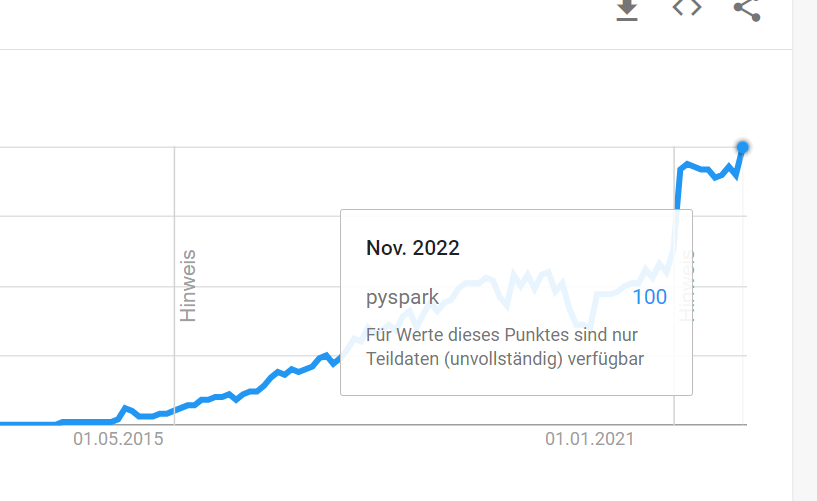 Hinweis
Nov. 2022
pyspark 100
Für Werte dieses Punktes sind nur
Teildaten (unvollständig) verfügbar
Hinweis
01.05.2015
01.01.2021